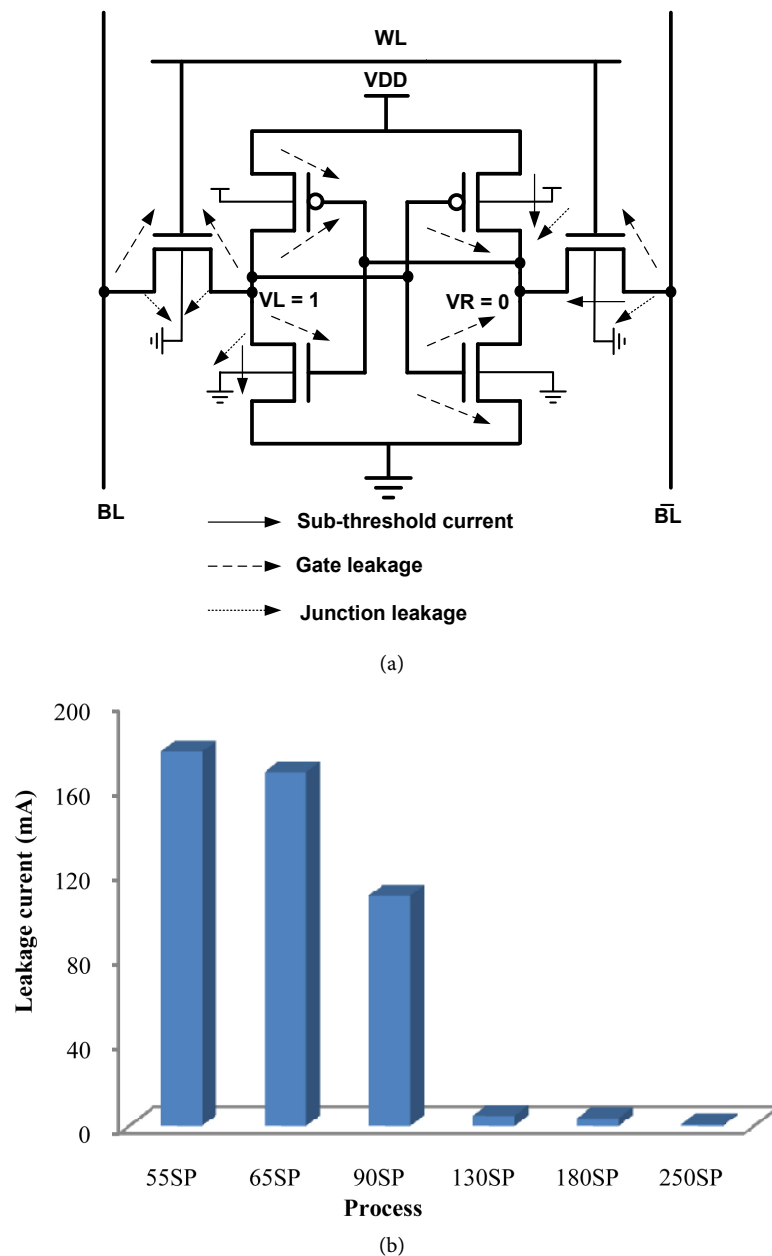 WL
VDD
VL = 1
VR = 0
BL
B̅L̅
Sub-threshold current
Gate leakage
Junction leakage
(a)
Leakage curent (mA)
200
160
120
80
40
0
55SP 65SP 90SP 130SP 180SP 250SP
Process
(b)